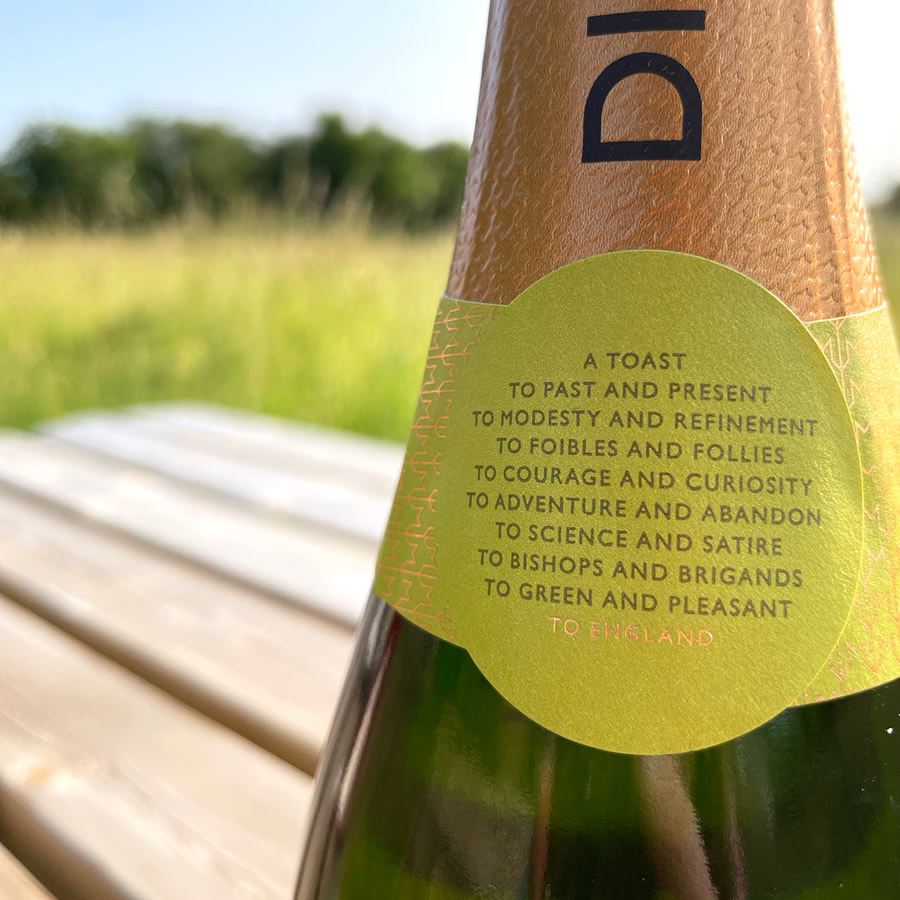 DI
A TOAST
TO PAST AND PRESENT
TO MODESTY AND REFINEMENT
TO FOIBLES AND FOLLIES
TO COURAGE AND CURIOSITY
TO ADVENTURE AND ABANDON
TO SCIENCE AND SATIRE
TO BISHOPS AND BRIGANDS
TO GREEN AND PLEASANT
TO ENGLAND